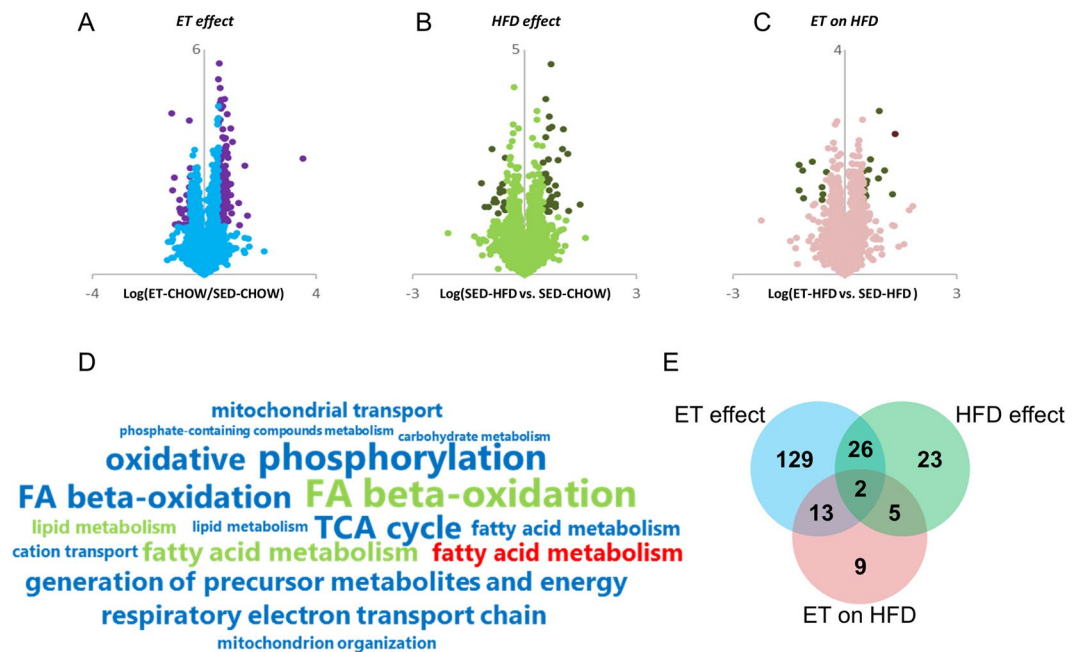 A
ET effect
B
HFD effect
C
ET on HFD
6
5
4
-4
Log(ET-CHOW/SED-CHOW)
4
-3
Log(SED-HFD vs. SED-CHOW)
3
-3
Log(ET-HFD vs. SED-HFD )
3
D
mitochondrial transport
phosphate-containing compounds metabolism
carbohydrate metabolism
oxidative phosphorylation
FA beta-oxidation FA beta-oxidation
lipid metabolism lipid metabolism TCA cycle fatty acid metabolism
cation transport fatty acid metabolism fatty acid metabolism
generation of precursor metabolites and energy
respiratory electron transport chain
mitochondrion organization
E
ET effect
HFD effect
129
26
23
2
13
5
9
ET on HFD